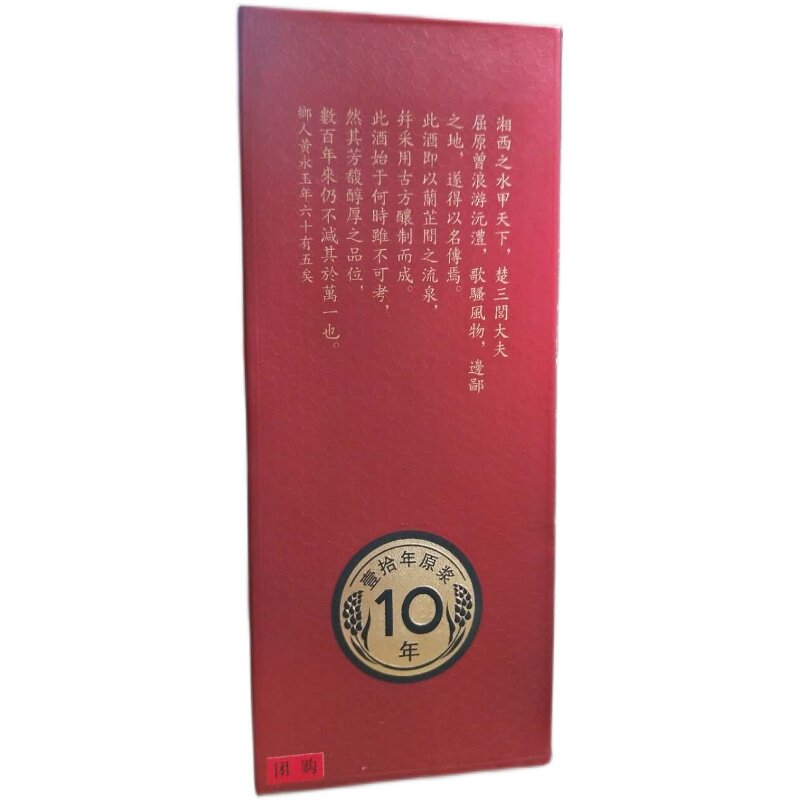 湘西之水甲天下，楚三閭大夫
屈原曾浪游沅澧，歌騷風物，邊鄙
之地，遂得以名傳焉。
此酒即以蘭芷間之流泉，
并采用古方釀制而成。
此酒始于何時雖不可考，
然其芳馥醇厚之品位，
數百年來仍不減其於萬一也。
鄉人黃永玉年六十有五矣
壹拾年原浆
10
年
团购